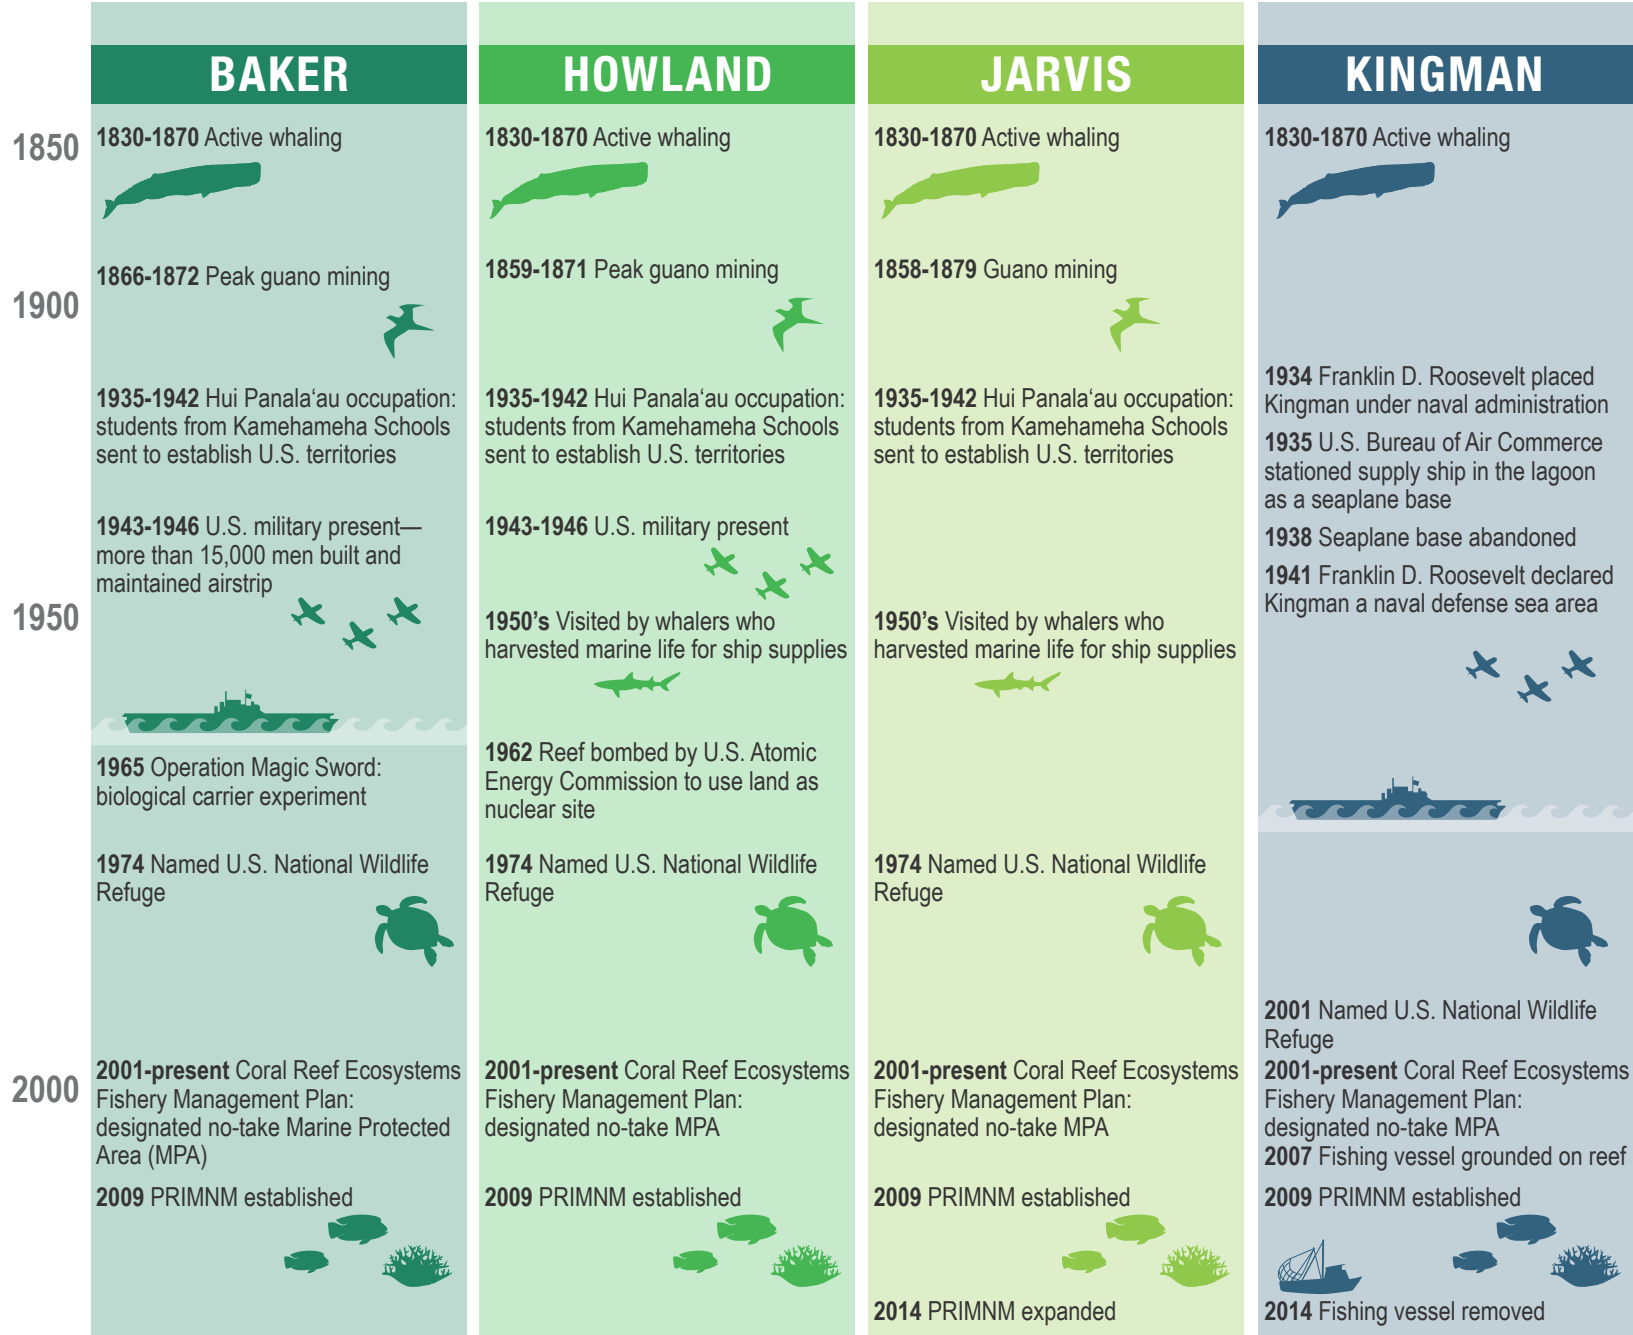 BAKER
HOWLAND
JARVIS
KINGMAN
1850
1900
1950
2000
1830-1870 Active whaling
1866-1872 Peak guano mining
1935-1942 Hui Panala‘au occupation:
students from Kamehameha Schools
sent to establish U.S. territories
1943-1946 U.S. military present—
more than 15,000 men built and
maintained airstrip
1965 Operation Magic Sword:
biological carrier experiment
1974 Named U.S. National Wildlife
Refuge
2001-present Coral Reef Ecosystems
Fishery Management Plan:
designated no-take Marine Protected
Area (MPA)
2009 PRIMNM established
1830-1870 Active whaling
1859-1871 Peak guano mining
1935-1942 Hui Panala‘au occupation:
students from Kamehameha Schools
sent to establish U.S. territories
1943-1946 U.S. military present
1950’s Visited by whalers who
harvested marine life for ship supplies
1962 Reef bombed by U.S. Atomic
Energy Commission to use land as
nuclear site
1974 Named U.S. National Wildlife
Refuge
2001-present Coral Reef Ecosystems
Fishery Management Plan:
designated no-take MPA
2009 PRIMNM established
1830-1870 Active whaling
1858-1879 Guano mining
1935-1942 Hui Panala‘au occupation:
students from Kamehameha Schools
sent to establish U.S. territories
1950’s Visited by whalers who
harvested marine life for ship supplies
1974 Named U.S. National Wildlife
Refuge
2001-present Coral Reef Ecosystems
Fishery Management Plan:
designated no-take MPA
2009 PRIMNM established
2014 PRIMNM expanded
1830-1870 Active whaling
1934 Franklin D. Roosevelt placed
Kingman under naval administration
1935 U.S. Bureau of Air Commerce
stationed supply ship in the lagoon
as a seaplane base
1938 Seaplane base abandoned
1941 Franklin D. Roosevelt declared
Kingman a naval defense sea area
2001 Named U.S. National Wildlife
Refuge
2001-present Coral Reef Ecosystems
Fishery Management Plan:
designated no-take MPA
2007 Fishing vessel grounded on reef
2009 PRIMNM established
2014 Fishing vessel removed